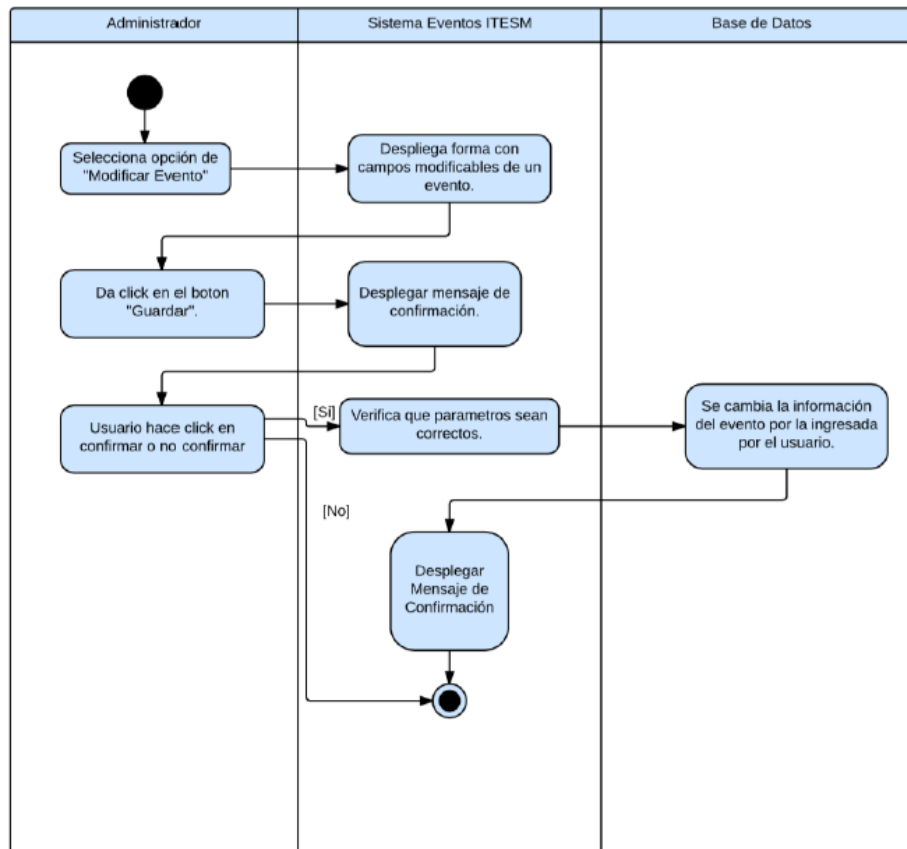 Administrador
Sistema Eventos ITESM
Base de Datos
Selecciona opción de
"Modificar Evento"
Despliega forma con
campos modificables de un
evento.
Da click en el boton
"Guardar".
Desplegar mensaje de
confirmación.
Usuario hace click en
confirmar o no confirmar
[Si]
Verifica que parametros sean
correctos.
Se cambia la información
del evento por la ingresada
por el usuario.
[No]
Desplegar
Mensaje de
Confirmación